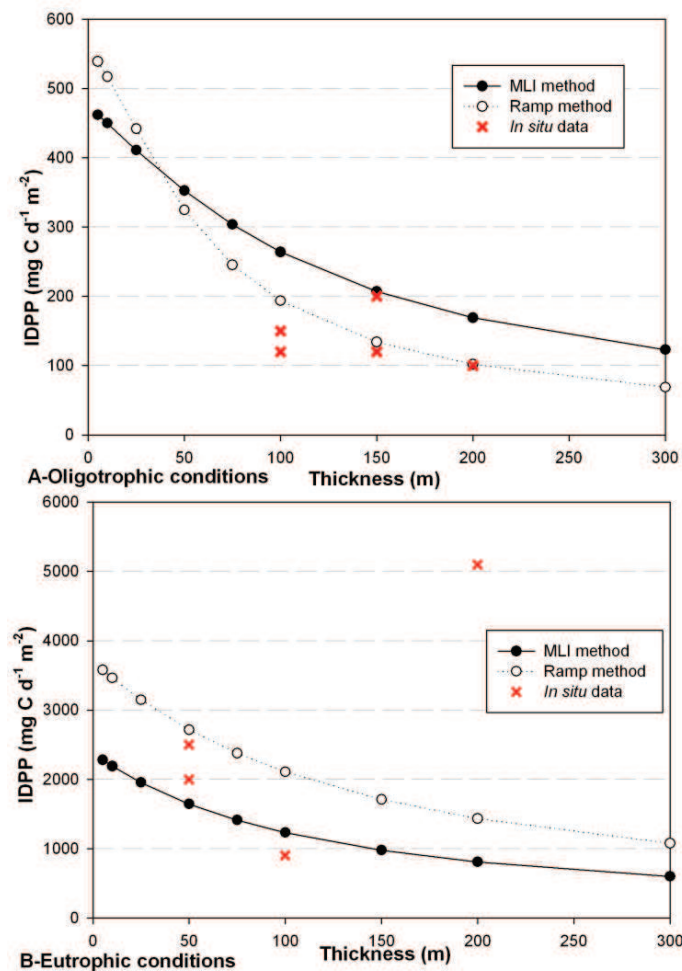 600
500
400
300
200
100
0
IDPP (mg C d-1 m-2)
MLI method
Ramp method
In situ data
0 50 100 150 200 250 300
A-Oligotrophic conditions Thickness (m)
6000
5000
4000
3000
2000
1000
0
IDPP (mg C d-1 m-2)
MLI method
Ramp method
In situ data
0 50 100 150 200 250 300
B-Eutrophic conditions Thickness (m)